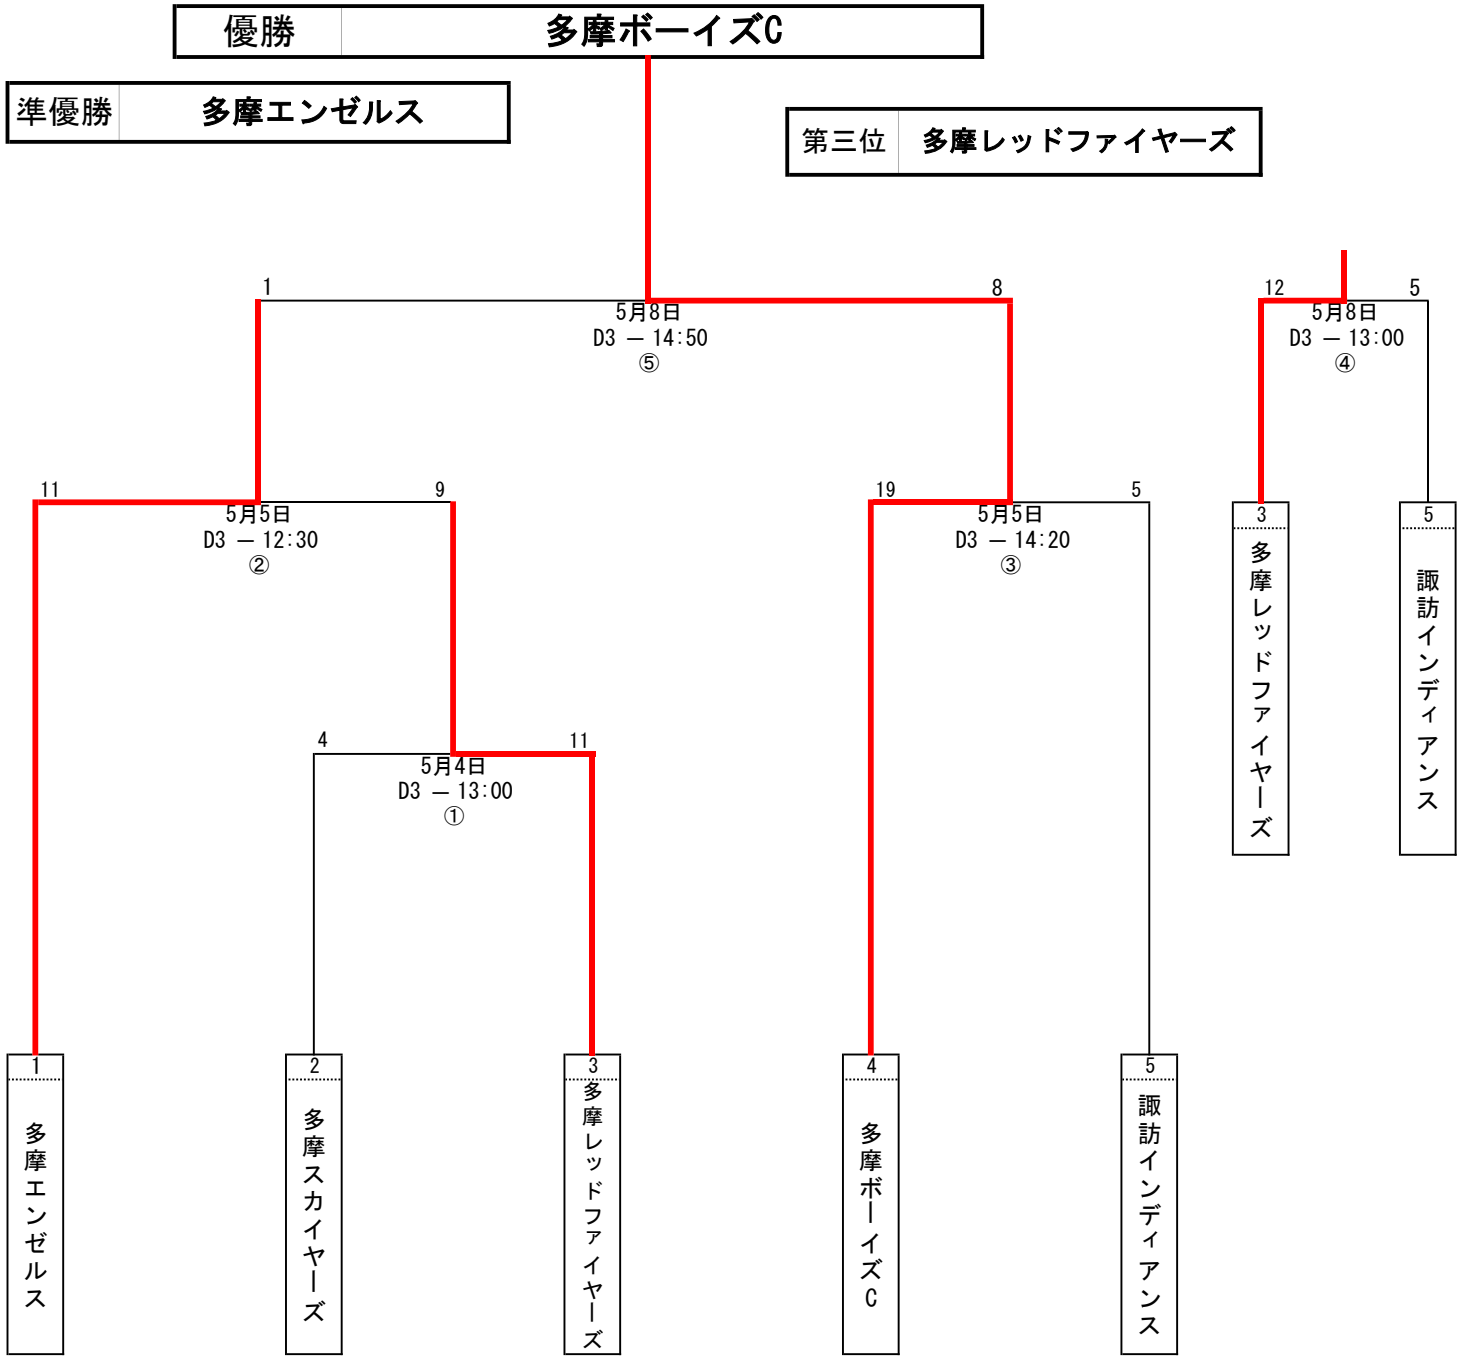 優勝 多摩ボーイズC
準優勝 多摩エンゼルス
第三位 多摩レッドファイヤーズ
1 8
5月8日
D3 － 14:50
⑤
12 5
5月8日
D3 － 13:00
④
11 9
5月5日
D3 － 12:30
②
19 5
5月5日
D3 － 14:20
③
3
多摩レッドファイヤーズ
5
諏訪インディアンス
4 11
5月4日
D3 － 13:00
①
1
多摩エンゼルス
2
多摩スカイヤーズ
3
多摩レッドファイヤーズ
4
多摩ボーイズC
5
諏訪インディアンス